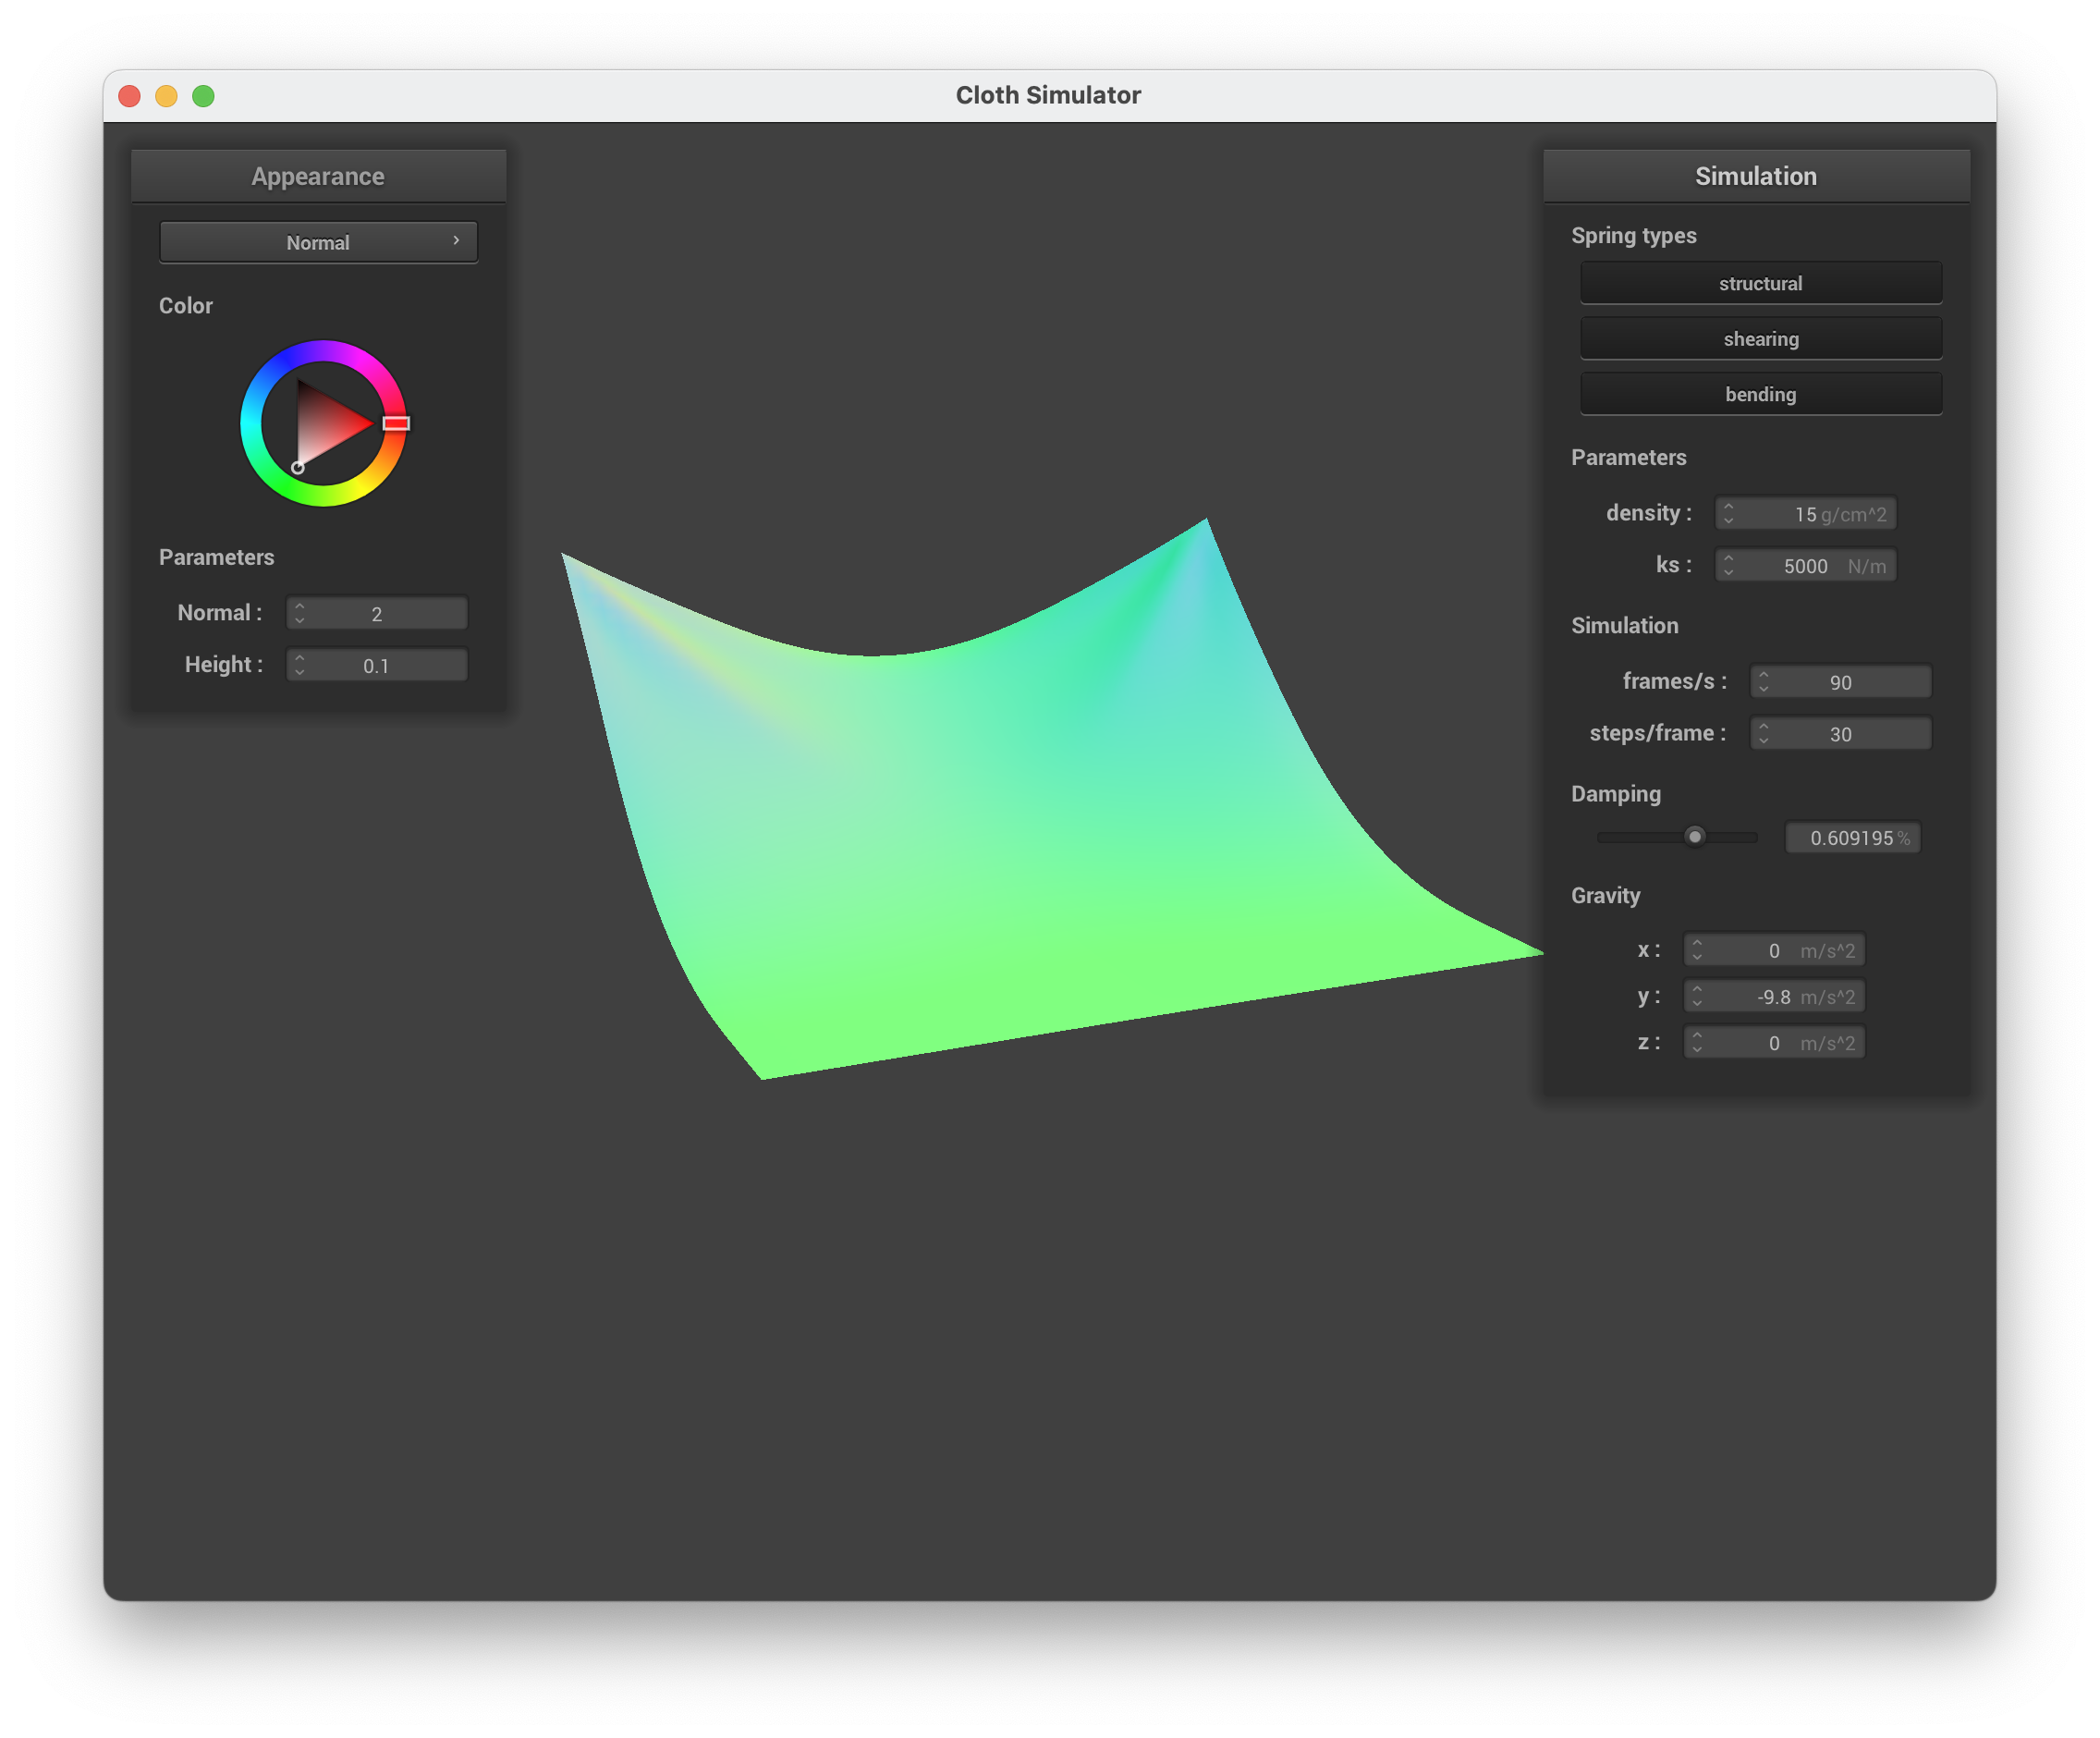 Cloth Simulator
Appearance
Normal
Color
Parameters
Normal : 2
Height : 0.1
Simulation
Spring types
structural
shearing
bending
Parameters
density : 15 g/cm^2
ks : 5000 N/m
Simulation
frames/s : 90
steps/frame : 30
Damping
0.609195 %
Gravity
x : 0 m/s^2
y : -9.8 m/s^2
z : 0 m/s^2